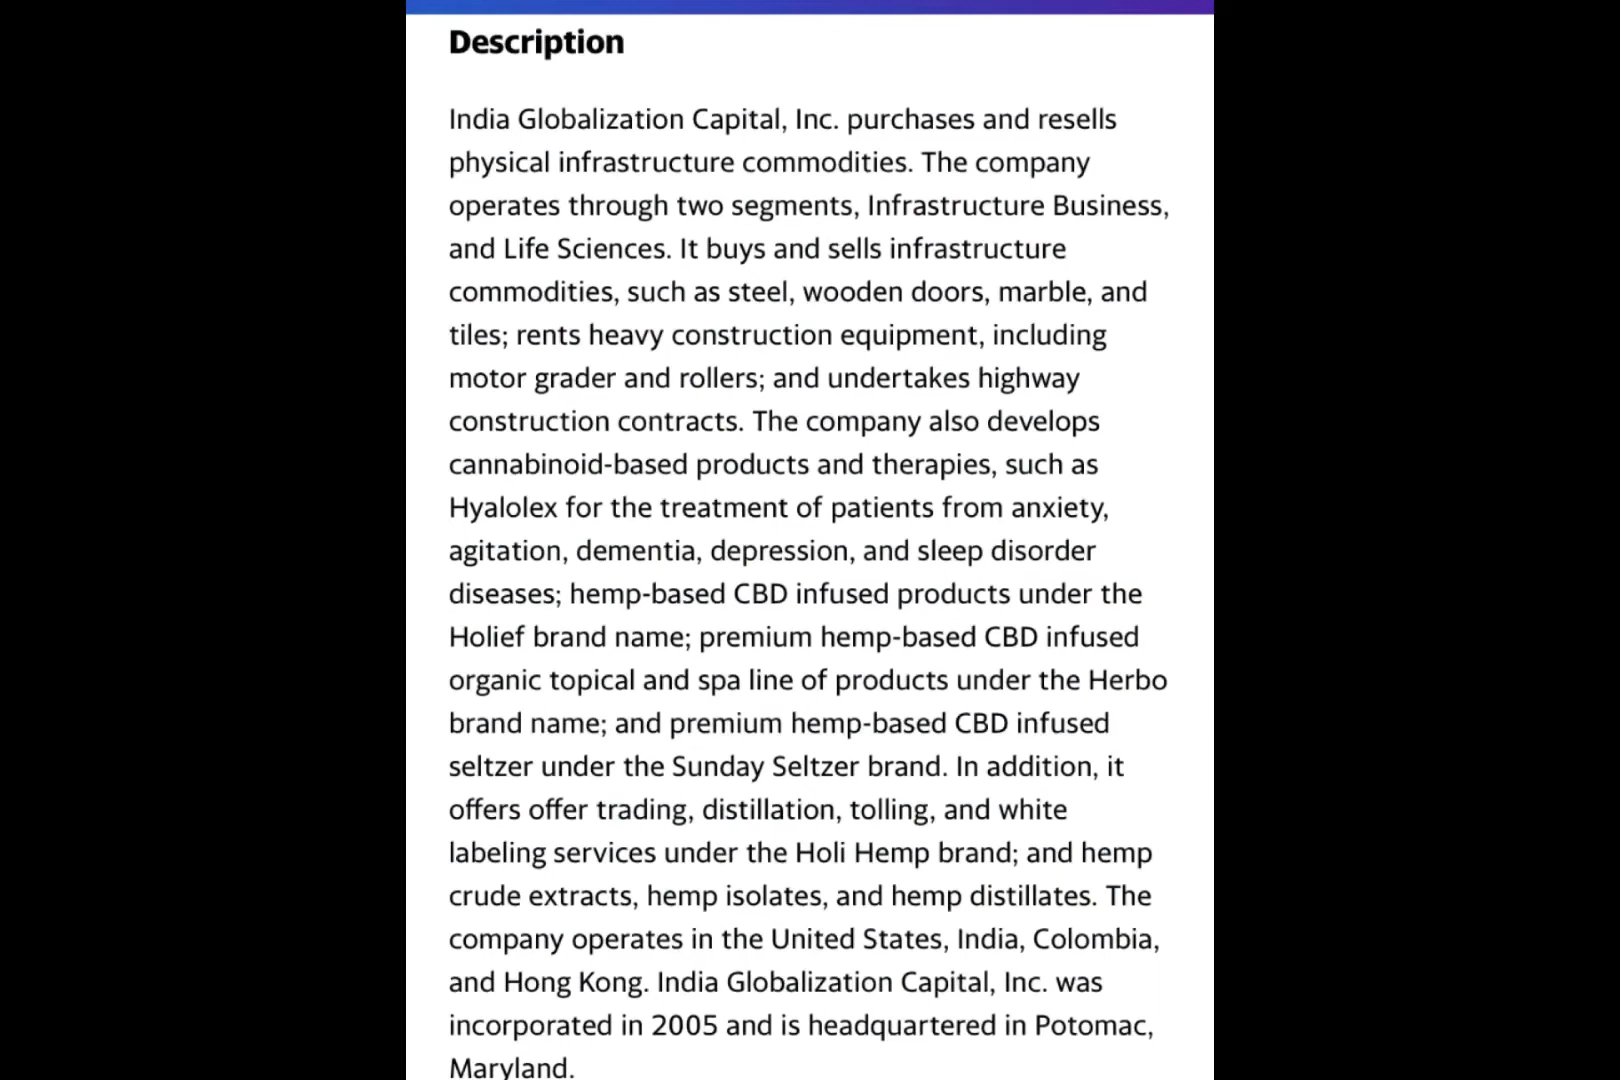 Description
India Globalization Capital, Inc. purchases and resells
physical infrastructure commodities. The company
operates through two segments, Infrastructure Business,
and Life Sciences. It buys and sells infrastructure
commodities, such as steel, wooden doors, marble, and
tiles; rents heavy construction equipment, including
motor grader and rollers; and undertakes highway
construction contracts. The company also develops
cannabinoid-based products and therapies, such as
Hyalolex for the treatment of patients from anxiety,
agitation, dementia, depression, and sleep disorder
diseases; hemp-based CBD infused products under the
Holief brand name; premium hemp-based CBD infused
organic topical and spa line of products under the Herbo
brand name; and premium hemp-based CBD infused
seltzer under the Sunday Seltzer brand. In addition, it
offers offer trading, distillation, tolling, and white
labeling services under the Holi Hemp brand; and hemp
crude extracts, hemp isolates, and hemp distillates. The
company operates in the United States, India, Colombia,
and Hong Kong. India Globalization Capital, Inc. was
incorporated in 2005 and is headquartered in Potomac,
Maryland.